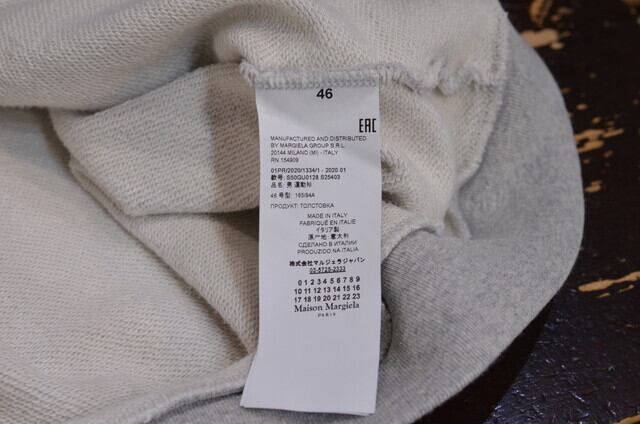 46
EAC
MANUFACTURED AND DISTRIBUTED
BY MARGIELA GROUP S.R.L.
20144 MILANO (MI) - ITALY
RN 154909
01PR/2020/1334/1 - 2020 01
款号: S50GU0128 S25403
品名: 男 運動衫
46 号型 165/94A
ПРОДУКТ: ТОЛСТОВКА
MADE IN ITALY
FABRIQUÉ EN ITALIE
イタリア製
原产地: 意大利
СДЕЛАНО В ИТАЛИИ
PRODUZIDO NA ITALIA
株式会社マルジェラジャパン
03-5725-2333
0 1 2 3 4 5 6 7 8 9
10 11 12 13 14 15 16
17 18 19 20 21 22 23
Maison Margiela
PARIS